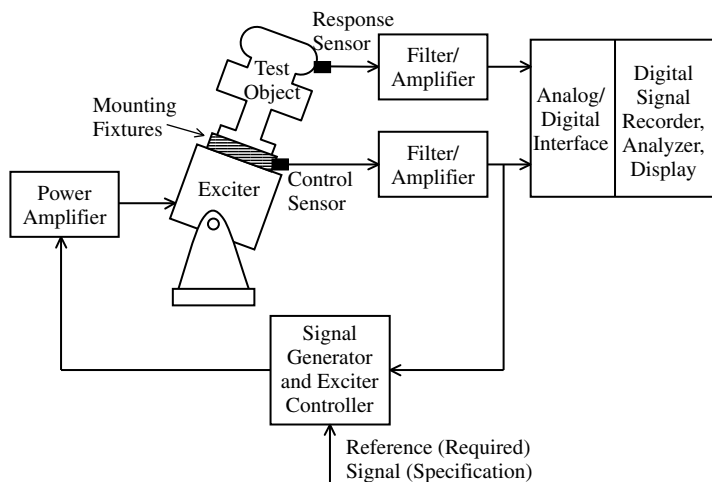 Response
Sensor
Filter/
Amplifier
Test
Object
Analog/
Digital
Interface
Digital
Signal
Recorder,
Analyzer,
Display
Mounting
Fixtures
Filter/
Amplifier
Exciter
Control
Sensor
Power
Amplifier
Signal
Generator
and Exciter
Controller
Reference (Required)
Signal (Specification)